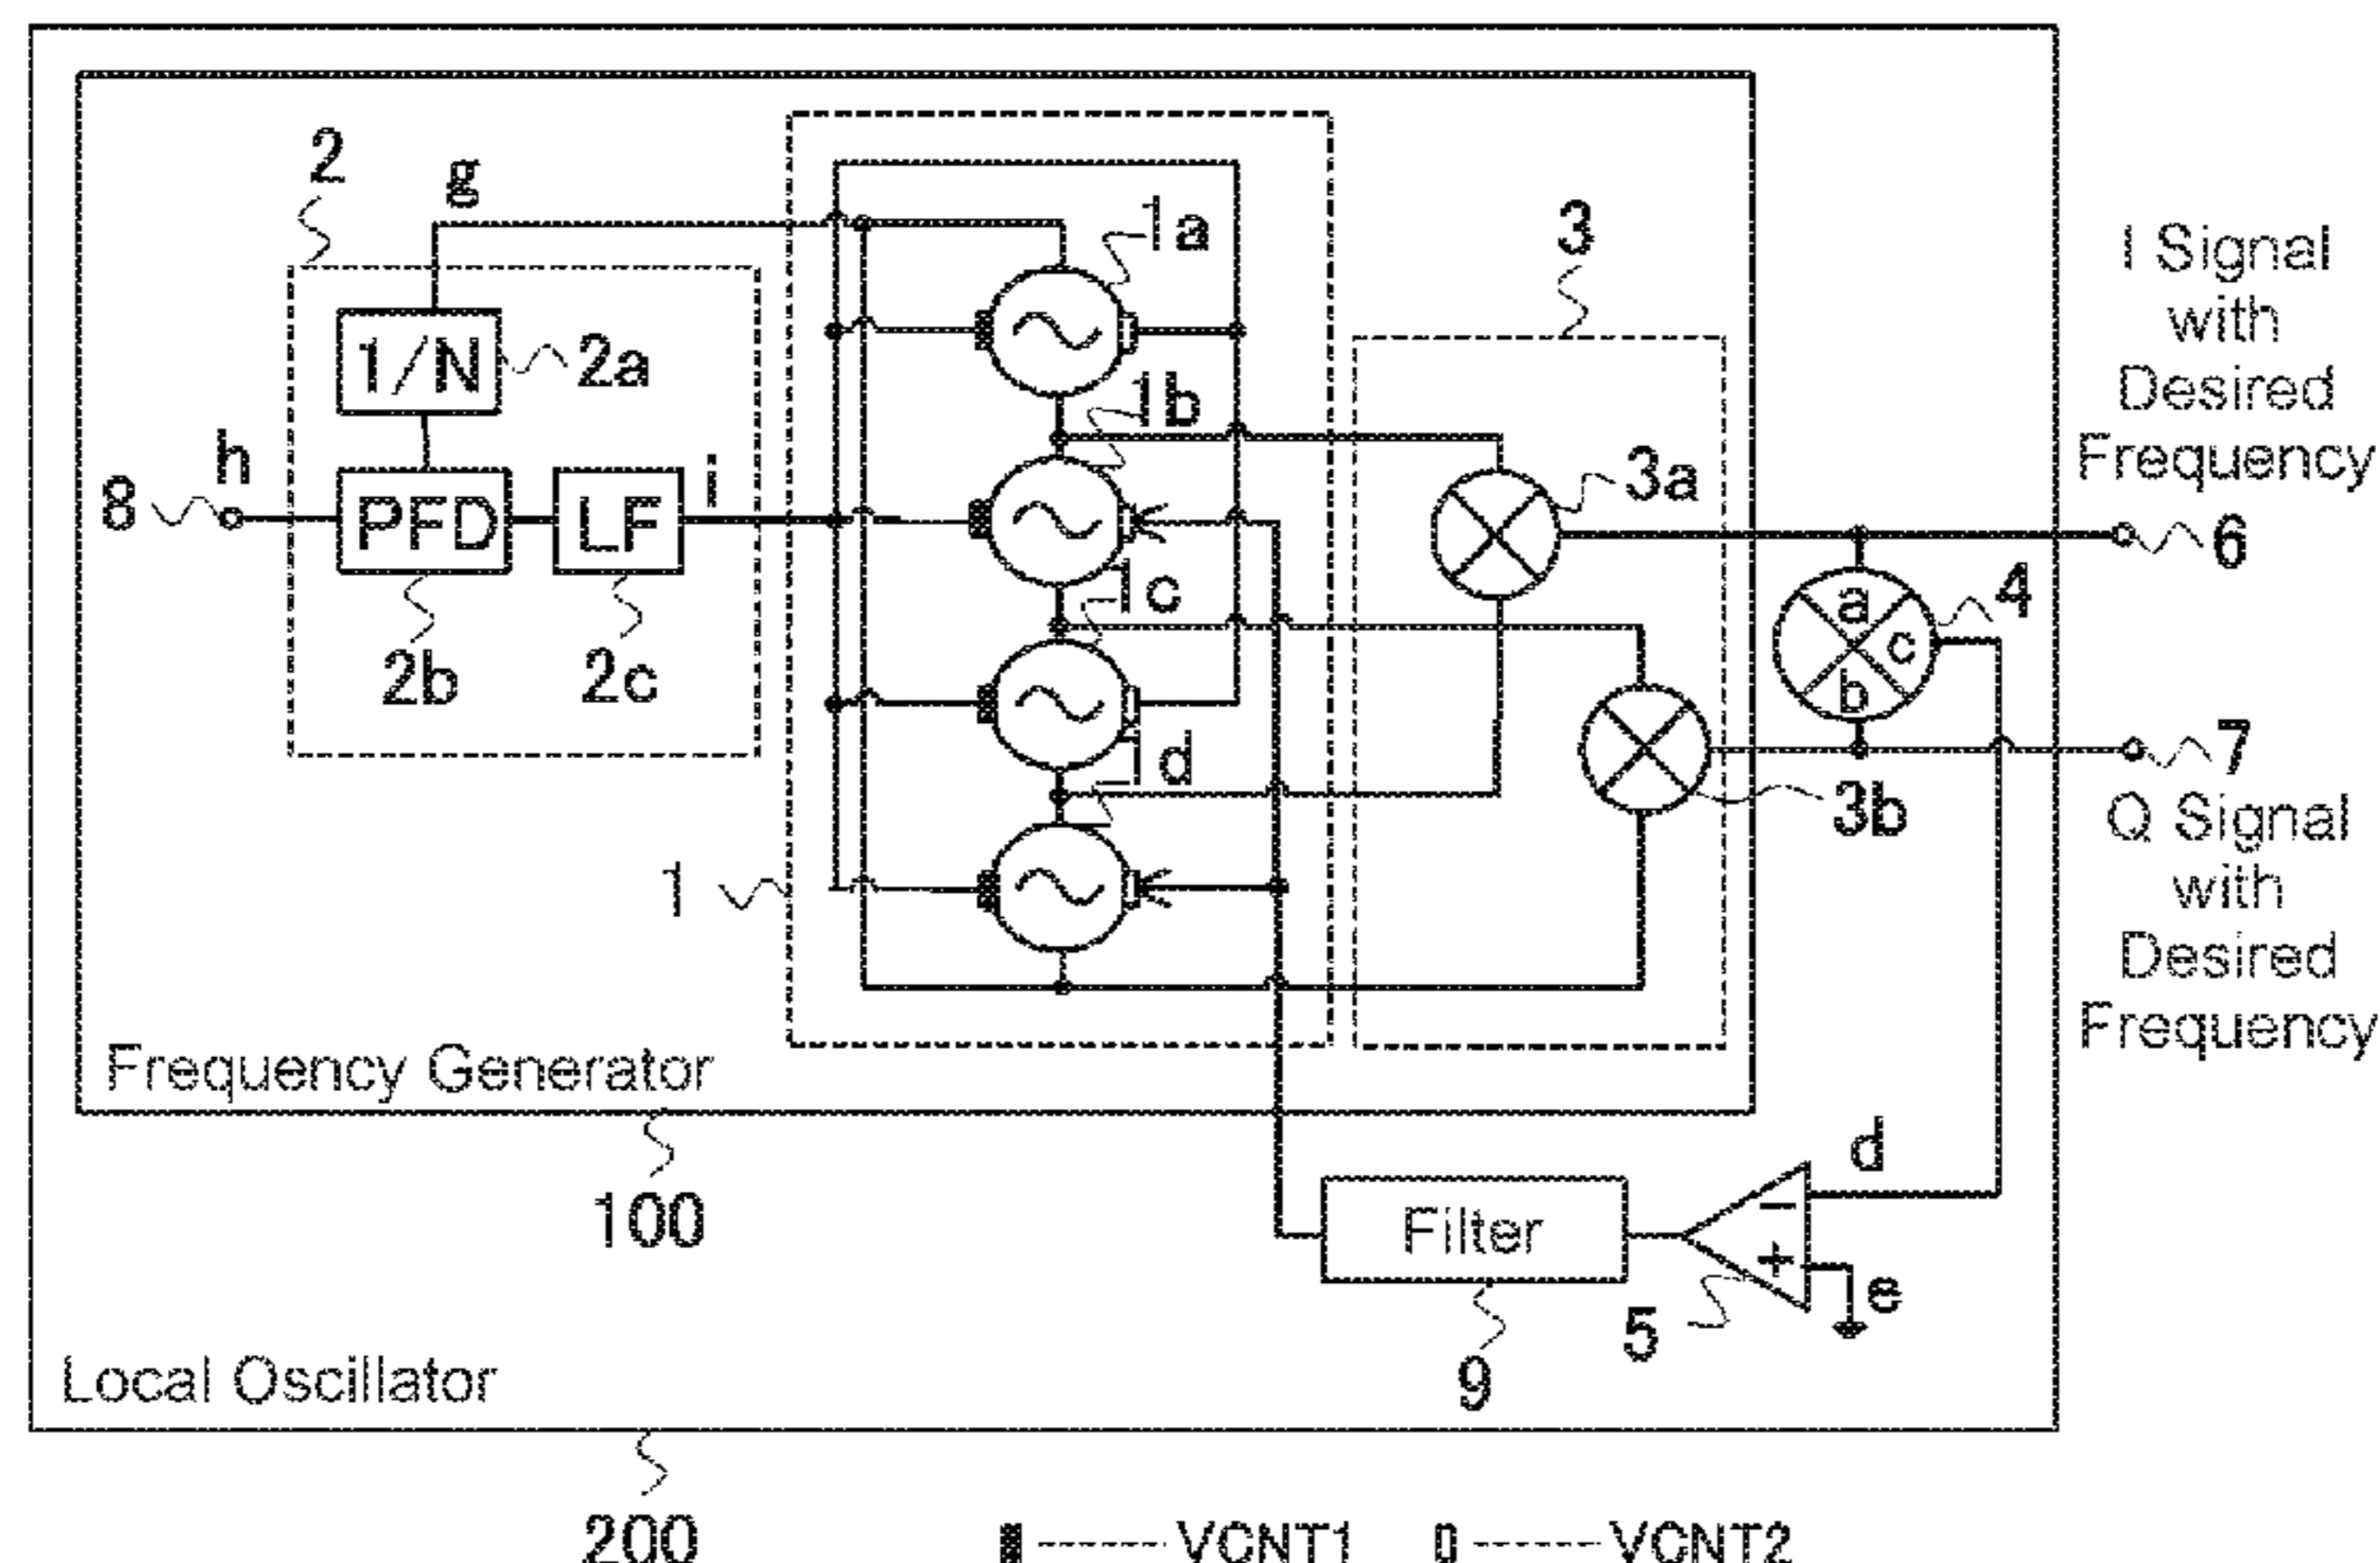 2
g
1a
3
I Signal
with
Desired
Frequency
1/N
2a
1b
h
i
3a
8
PFD
LF
6
1c
a
4
c
b
2b
2c
1d
7
3b
Q Signal
with
Desired
Frequency
1
Frequency Generator
d
100
Filter
−
+
e
5
9
Local Oscillator
200
VCNT1
VCNT2